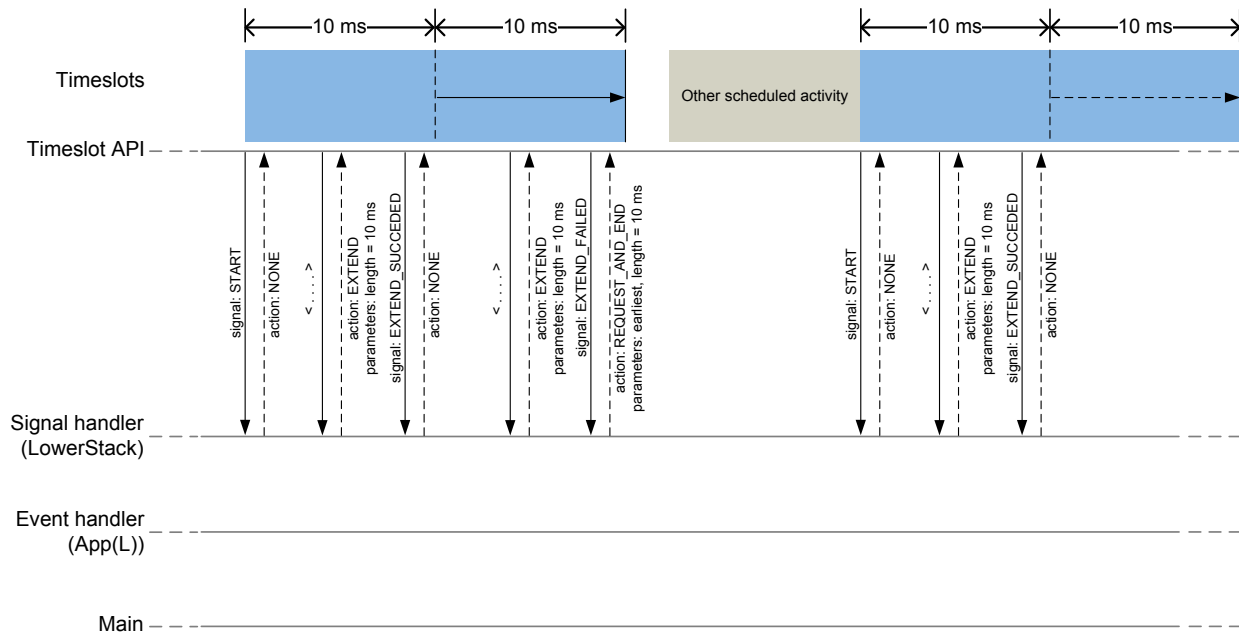 10 ms
10 ms
10 ms
10 ms
Timeslots
Other scheduled activity
Timeslot API
signal: START
action: NONE
< . . . . >
action: EXTEND
parameters: length = 10 ms
signal: EXTEND_SUCCEDED
action: NONE
< . . . . >
action: EXTEND
parameters: length = 10 ms
signal: EXTEND_FAILED
action: REQUEST_AND_END
parameters: earliest, length = 10 ms
signal: START
action: NONE
< . . . . >
action: EXTEND
parameters: length = 10 ms
signal: EXTEND_SUCCEDED
action: NONE
Signal handler
(LowerStack)
Event handler
(App(L))
Main